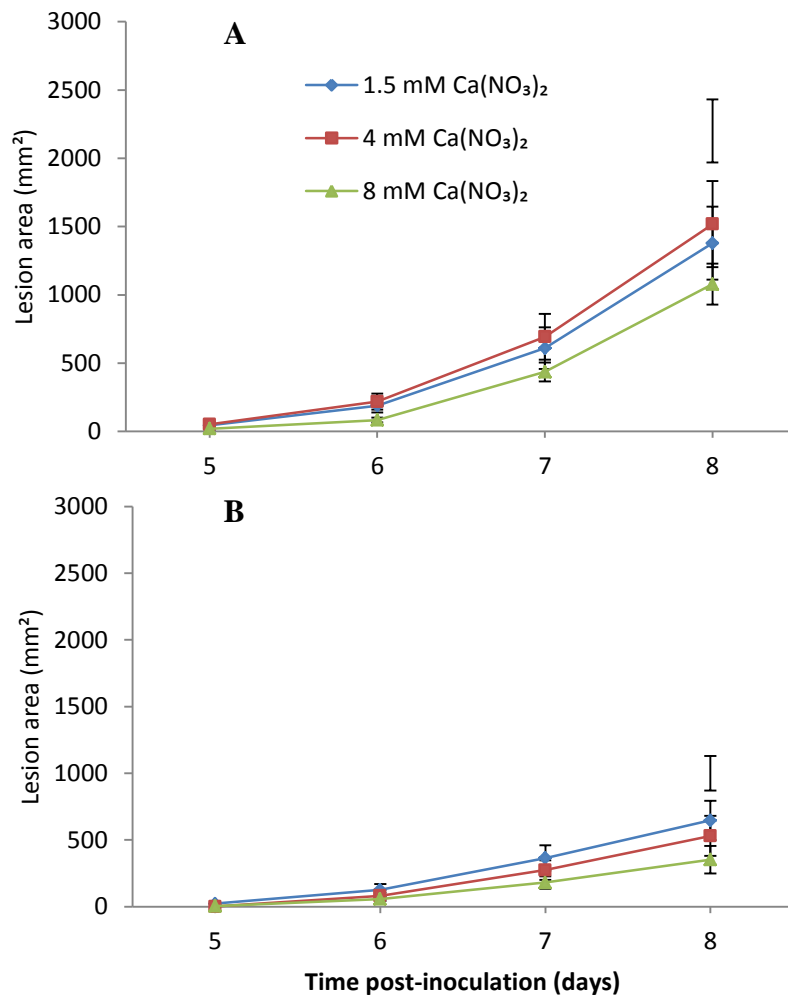 A
3000
2500
2000
1500
1000
500
0
Lesion area (mm²)
1.5 mM Ca(NO₃)₂
4 mM Ca(NO₃)₂
8 mM Ca(NO₃)₂
5 6 7 8
B
3000
2500
2000
1500
1000
500
0
Lesion area (mm²)
5 6 7 8
Time post-inoculation (days)